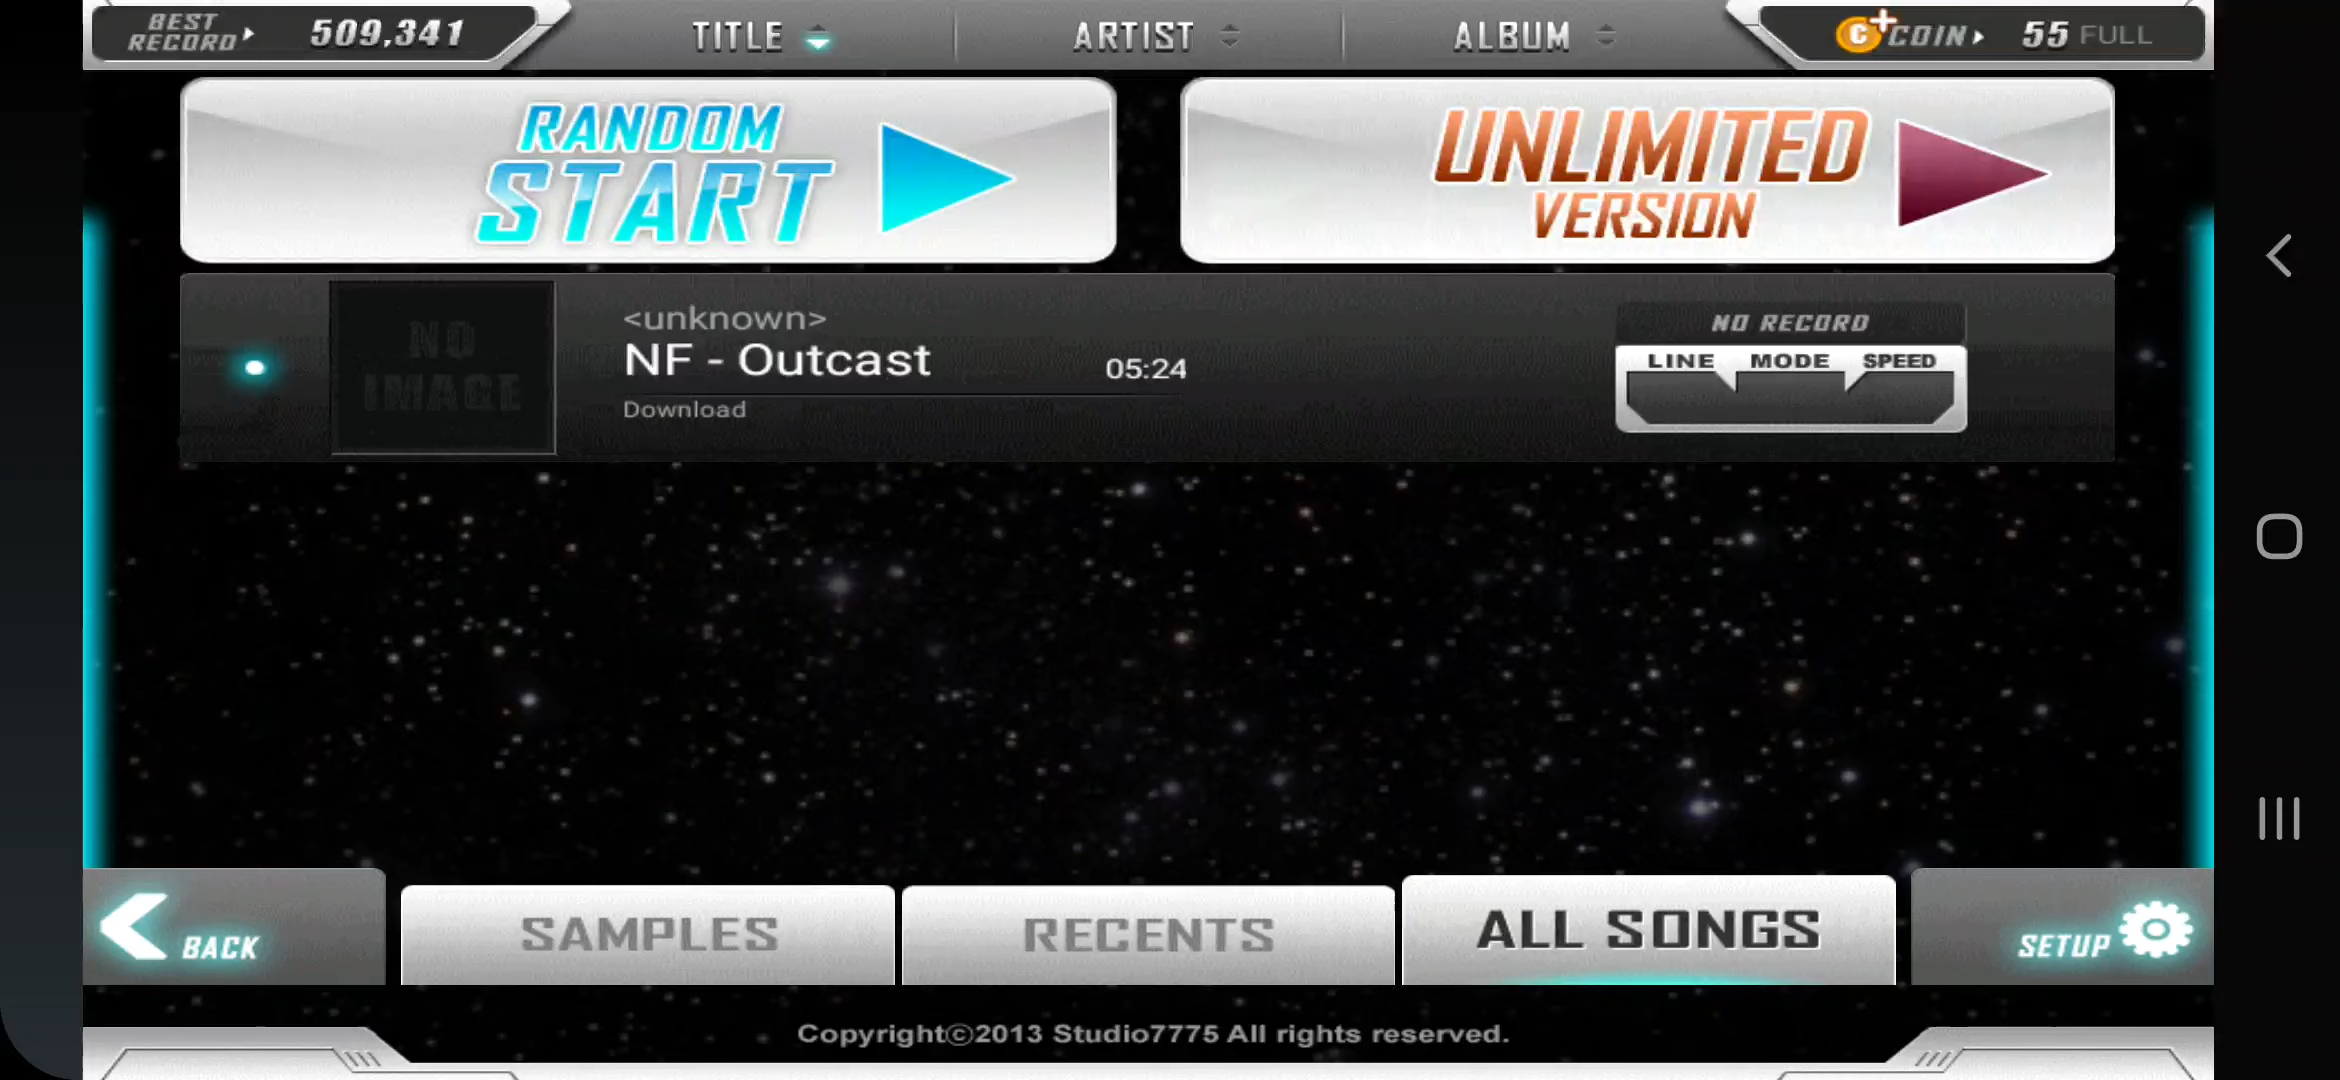 BEST RECORD 509,341
TITLE
ARTIST
ALBUM
COIN 55 FULL
RANDOM
START
UNLIMITED
VERSION
NO IMAGE
<unknown>
NF - Outcast
05:24
Download
NO RECORD
LINE MODE SPEED
BACK
SAMPLES
RECENTS
ALL SONGS
SETUP
Copyright©2013 Studio7775 All rights reserved.